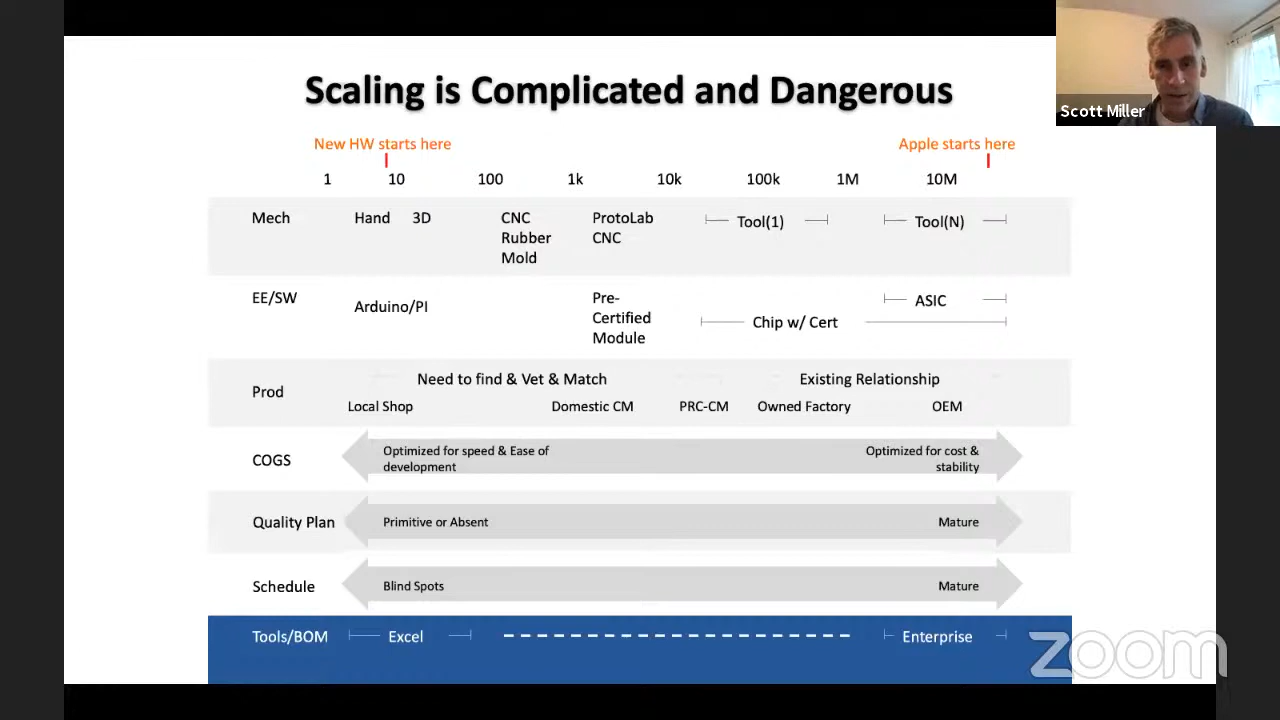 Scaling is Complicated and Dangerous
Scott Miller
New HW starts here
Apple starts here
1 10 100 1k 10k 100k 1M 10M
Mech
Hand 3D
CNC
Rubber
Mold
ProtoLab
CNC
Tool(1)
Tool(N)
EE/SW
Arduino/PI
Pre-
Certified
Module
ASIC
Chip w/ Cert
Prod
Need to find & Vet & Match
Existing Relationship
Local Shop Domestic CM PRC-CM Owned Factory OEM
COGS
Optimized for speed & Ease of
development
Optimized for cost &
stability
Quality Plan
Primitive or Absent
Mature
Schedule
Blind Spots
Mature
Tools/BOM
Excel
Enterprise
zoom